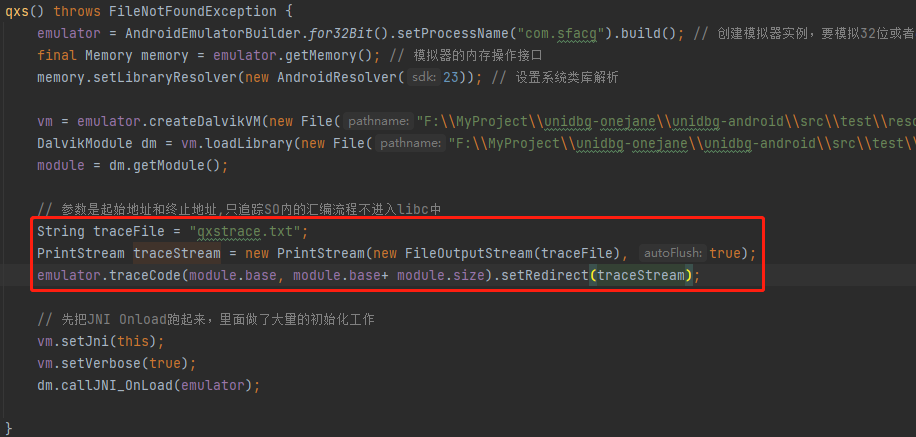 qxs() throws FileNotFoundException {
emulator = AndroidEmulatorBuilder.for32Bit().setProcessName("com.sfacg").build(); // 创建模拟器实例，要模拟32位或者
final Memory memory = emulator.getMemory(); // 模拟器的内存操作接口
memory.setLibraryResolver(new AndroidResolver( sdk: 23)); // 设置系统类库解析
vm = emulator.createDalvikVM(new File( pathname: "F:\\MyProject\\unidbg-onejane\\unidbg-android\\src\\test\\reso
DalvikModule dm = vm.loadLibrary(new File( pathname: "F:\\MyProject\\unidbg-onejane\\unidbg-android\\src\\test\
module = dm.getModule();
// 参数是起始地址和终止地址,只追踪SO内的汇编流程不进入libc中
String traceFile = "qxstrace.txt";
PrintStream traceStream = new PrintStream(new FileOutputStream(traceFile), autoFlush: true);
emulator.traceCode(module.base, module.base+ module.size).setRedirect(traceStream);
// 先把JNI Onload跑起来，里面做了大量的初始化工作
vm.setJni(this);
vm.setVerbose(true);
dm.callJNI_OnLoad(emulator);
}